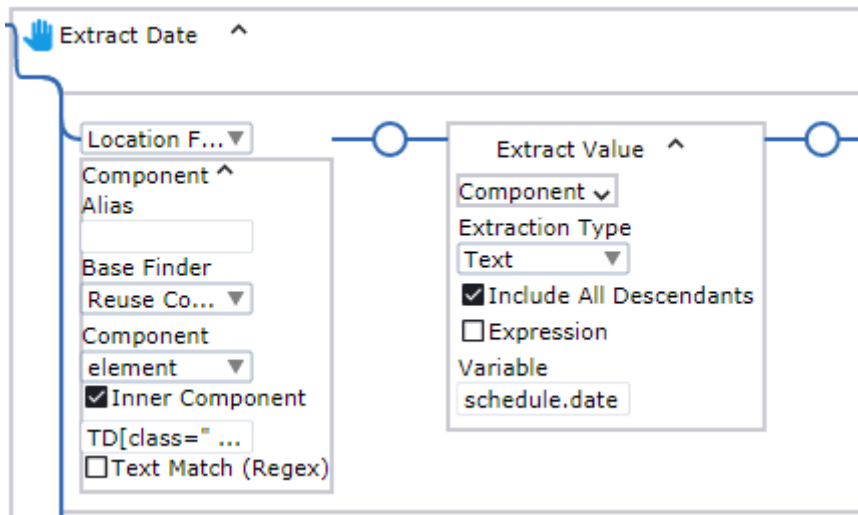 Extract Date
Location F...
Component
Alias
Base Finder
Reuse Co...
Component
element
Inner Component
TD[class=" ...
Text Match (Regex)
Extract Value
Component
Extraction Type
Text
Include All Descendants
Expression
Variable
schedule.date